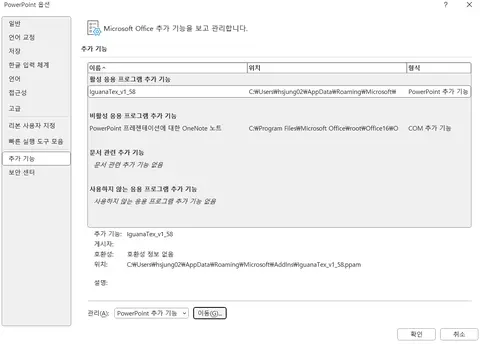 PowerPoint 옵션
? ×
일반
언어 교정
저장
한글 입력 체계
언어
접근성
고급
리본 사용자 지정
빠른 실행 도구 모음
추가 기능
보안 센터
Microsoft Office 추가 기능을 보고 관리합니다.
추가 기능
이름 위치 형식
활성 응용 프로그램 추가 기능
IguanaTex_v1_58 C:₩Users₩hsjung02₩AppData₩Roaming₩Microsoft₩ PowerPoint 추가 기능
비활성 응용 프로그램 추가 기능
PowerPoint 프레젠테이션에 대한 OneNote 노트 C:₩Program Files₩Microsoft Office₩root₩Office16₩O COM 추가 기능
문서 관련 추가 기능
문서 관련 추가 기능 없음
사용하지 않는 응용 프로그램 추가 기능
사용하지 않는 응용 프로그램 추가 기능 없음
추가 기능: IguanaTex_v1_58
게시자:
호환성: 호환성 정보 없음
위치: C:₩Users₩hsjung02₩AppData₩Roaming₩Microsoft₩AddIns₩IguanaTex_v1_58.ppam
설명:
관리(A): PowerPoint 추가 기능 이동(G)...
확인 취소